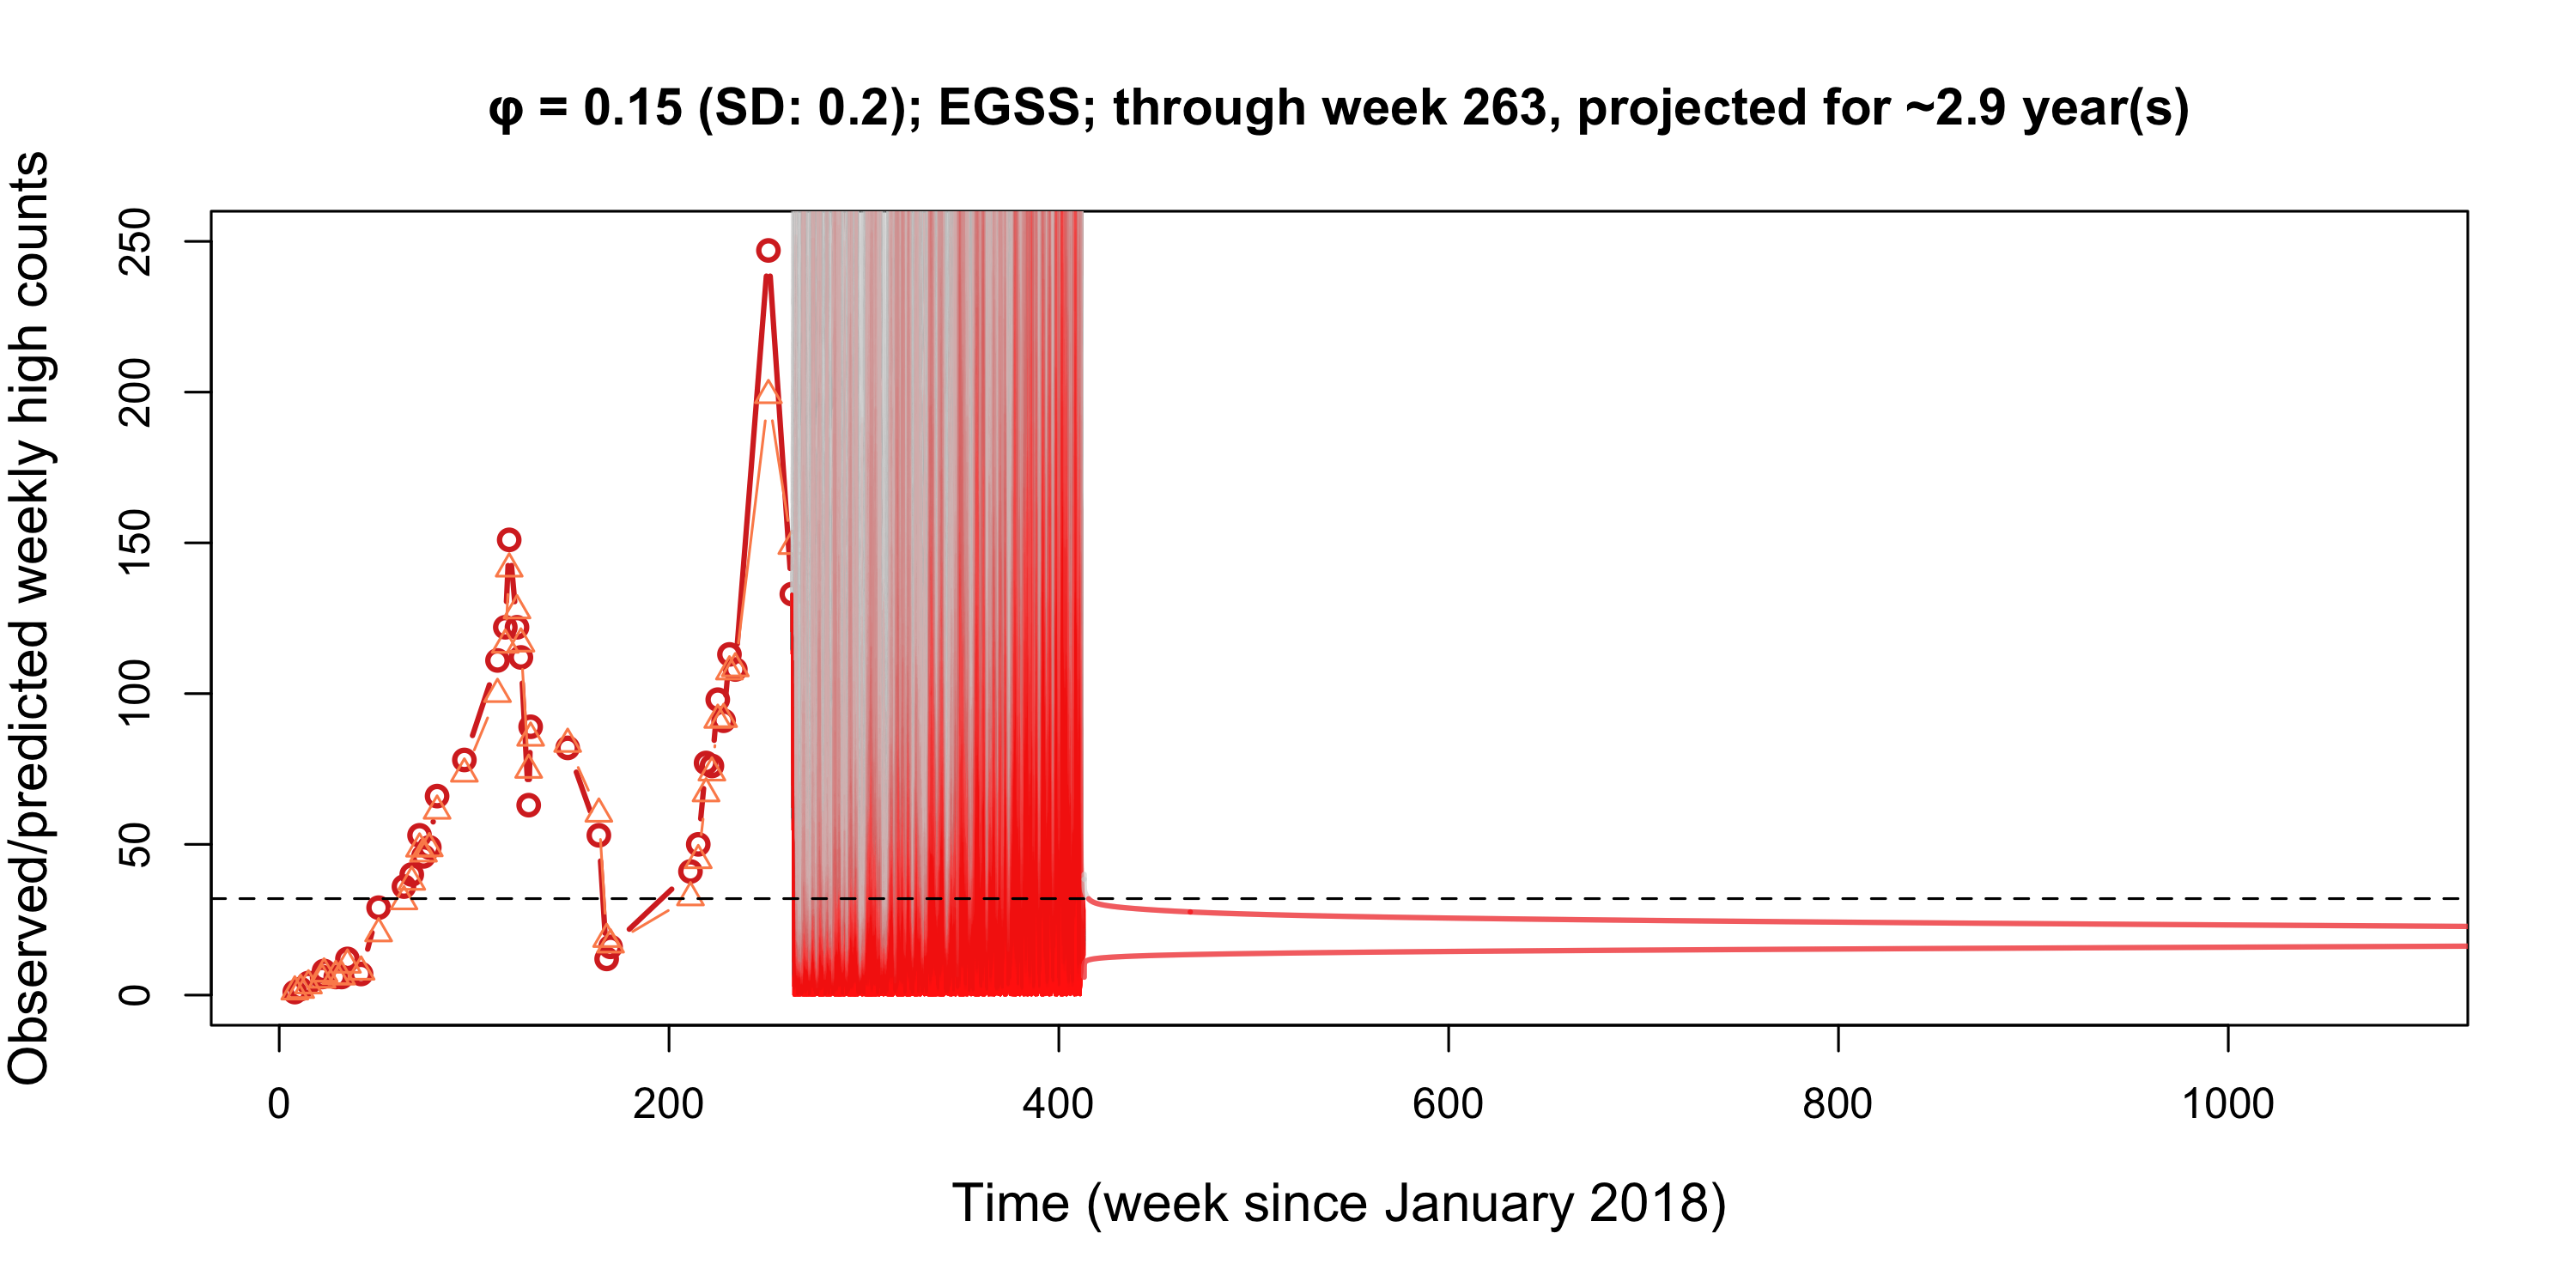 φ = 0.15 (SD: 0.2); EGSS; through week 263, projected for ~2.9 year(s)
Observed/predicted weekly high counts
250
200
150
100
50
0
0 200 400 600 800 1000
Time (week since January 2018)